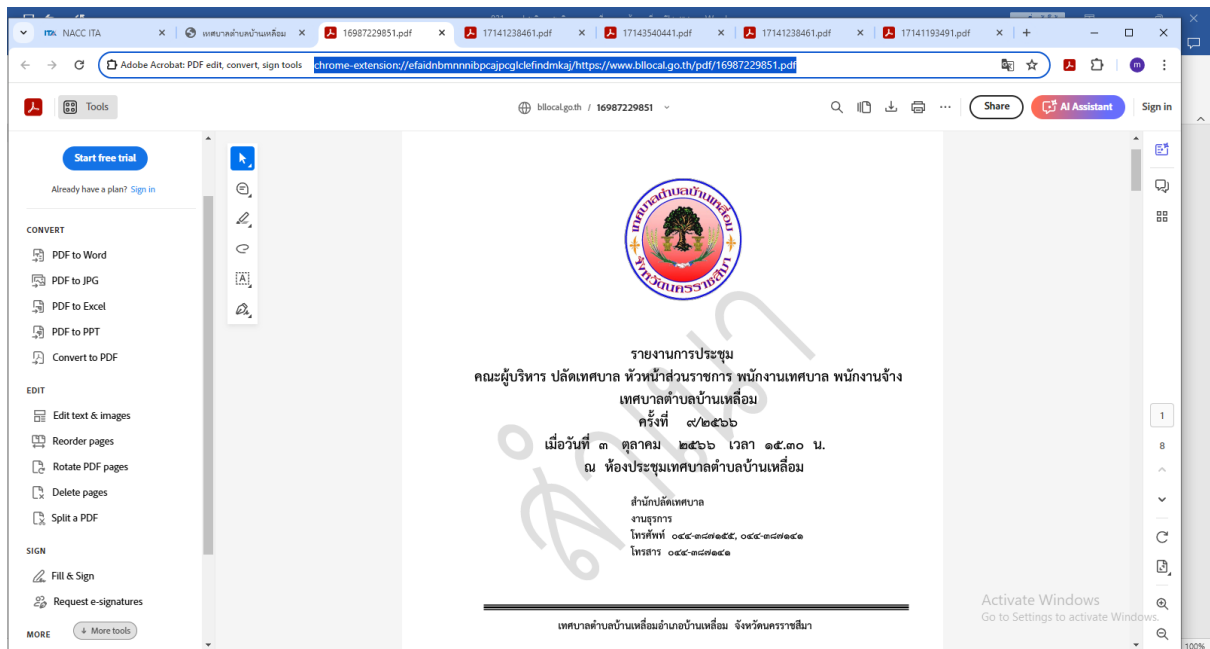 NACC ITA
เทศบาลตำบลบ้านเหลื่อม
16987229851.pdf
17141238461.pdf
17143540441.pdf
17141238461.pdf
17141193491.pdf
Adobe Acrobat: PDF edit, convert, sign tools
chrome-extension://efaidnbmnnnibpcajpcglclefindmkaj/https://www.bllocal.go.th/pdf/16987229851.pdf
m
Tools
bllocal.go.th / 16987229851
Share
AI Assistant
Sign in
Start free trial
Already have a plan? Sign in
CONVERT
PDF to Word
PDF to JPG
PDF to Excel
PDF to PPT
Convert to PDF
EDIT
Edit text & images
Reorder pages
Rotate PDF pages
Delete pages
Split a PDF
SIGN
Fill & Sign
Request e-signatures
MORE
More tools
เทศบาลตำบลบ้านเหลื่อม
จังหวัดนครราชสีมา
สำเนา
รายงานการประชุม
คณะผู้บริหาร ปลัดเทศบาล หัวหน้าส่วนราชการ พนักงานเทศบาล พนักงานจ้าง
เทศบาลตำบลบ้านเหลื่อม
ครั้งที่ ๙/๒๕๖๖
เมื่อวันที่ ๓ ตุลาคม ๒๕๖๖ เวลา ๑๕.๓๐ น.
ณ ห้องประชุมเทศบาลตำบลบ้านเหลื่อม
สำนักปลัดเทศบาล
งานธุรการ
โทรศัพท์ ๐๔๔-๓๘๗๑๕๕, ๐๔๔-๓๘๗๑๔๑
โทรสาร ๐๔๔-๓๘๗๑๔๑
เทศบาลตำบลบ้านเหลื่อมอำเภอบ้านเหลื่อม จังหวัดนครราชสีมา
1
8
Activate Windows
Go to Settings to activate Windows.
100%